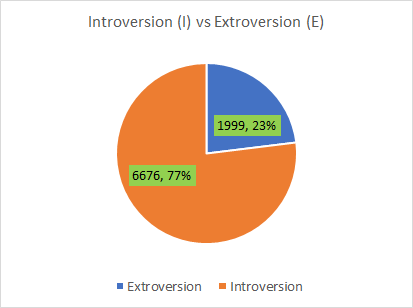 Introversion (I) vs Extroversion (E)
1999, 23%
6676, 77%
Extroversion
Introversion